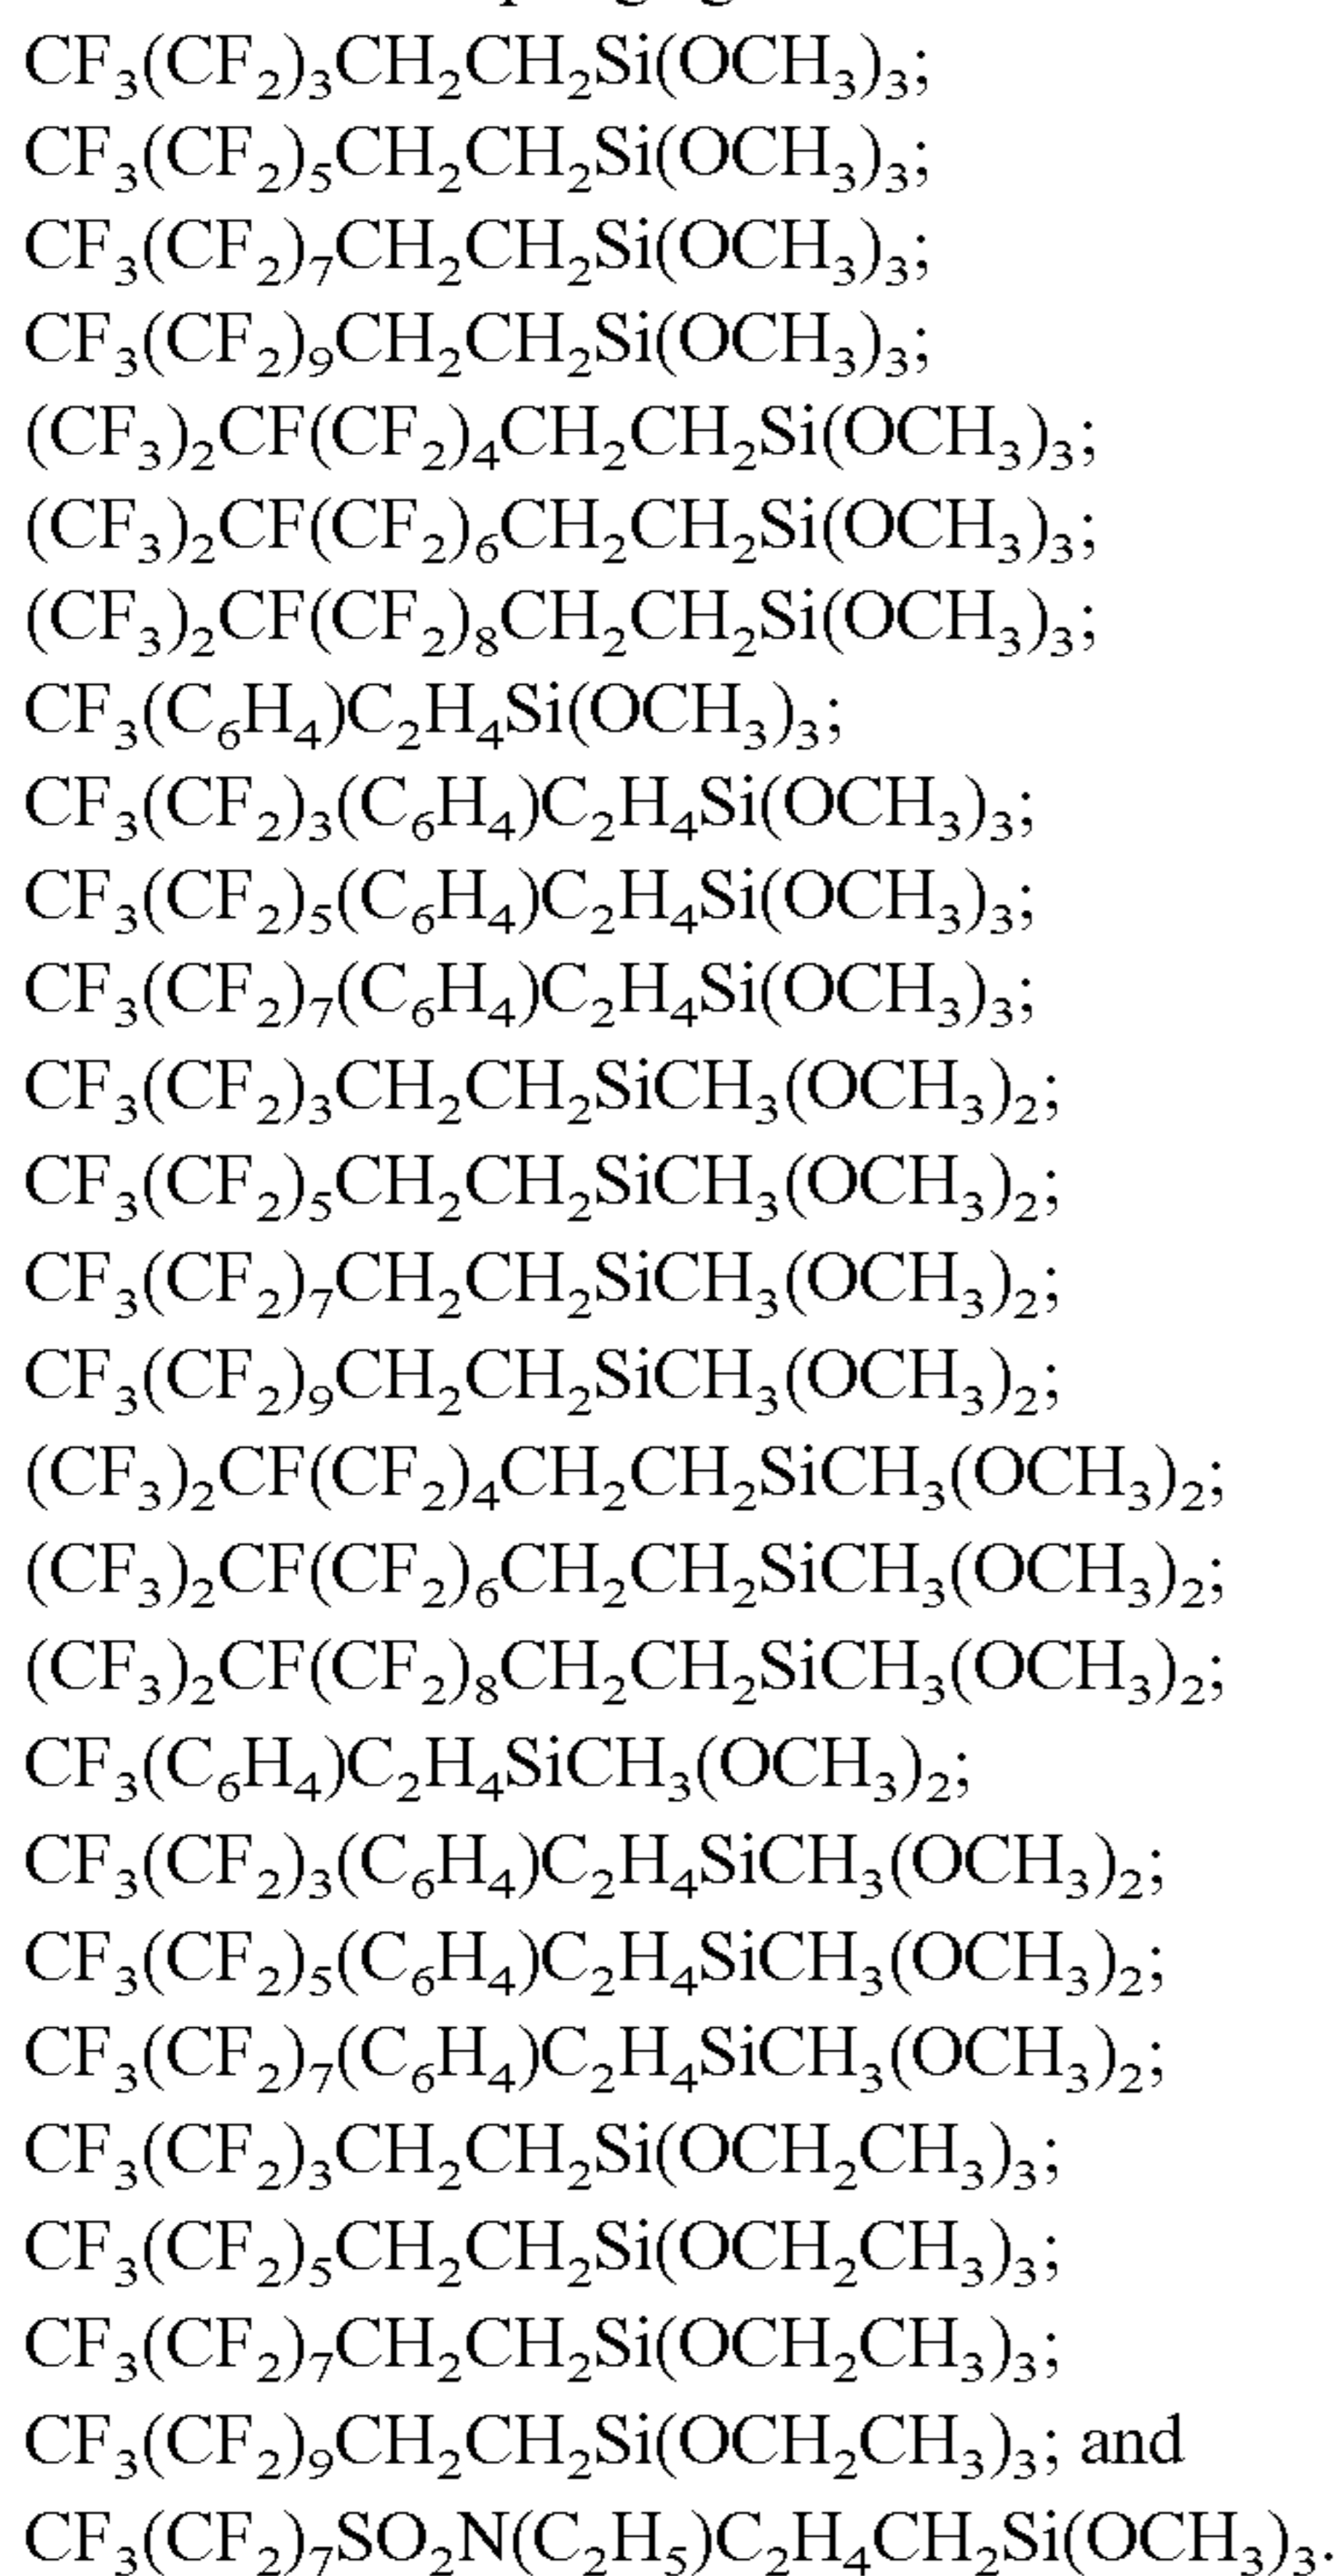 CF₃(CF₂)₃CH₂CH₂Si(OCH₃)₃;
CF₃(CF₂)₅CH₂CH₂Si(OCH₃)₃;
CF₃(CF₂)₇CH₂CH₂Si(OCH₃)₃;
CF₃(CF₂)₉CH₂CH₂Si(OCH₃)₃;
(CF₃)₂CF(CF₂)₄CH₂CH₂Si(OCH₃)₃;
(CF₃)₂CF(CF₂)₆CH₂CH₂Si(OCH₃)₃;
(CF₃)₂CF(CF₂)₈CH₂CH₂Si(OCH₃)₃;
CF₃(C₆H₄)C₂H₄Si(OCH₃)₃;
CF₃(CF₂)₃(C₆H₄)C₂H₄Si(OCH₃)₃;
CF₃(CF₂)₅(C₆H₄)C₂H₄Si(OCH₃)₃;
CF₃(CF₂)₇(C₆H₄)C₂H₄Si(OCH₃)₃;
CF₃(CF₂)₃CH₂CH₂SiCH₃(OCH₃)₂;
CF₃(CF₂)₅CH₂CH₂SiCH₃(OCH₃)₂;
CF₃(CF₂)₇CH₂CH₂SiCH₃(OCH₃)₂;
CF₃(CF₂)₉CH₂CH₂SiCH₃(OCH₃)₂;
(CF₃)₂CF(CF₂)₄CH₂CH₂SiCH₃(OCH₃)₂;
(CF₃)₂CF(CF₂)₆CH₂CH₂SiCH₃(OCH₃)₂;
(CF₃)₂CF(CF₂)₈CH₂CH₂SiCH₃(OCH₃)₂;
CF₃(C₆H₄)C₂H₄SiCH₃(OCH₃)₂;
CF₃(CF₂)₃(C₆H₄)C₂H₄SiCH₃(OCH₃)₂;
CF₃(CF₂)₅(C₆H₄)C₂H₄SiCH₃(OCH₃)₂;
CF₃(CF₂)₇(C₆H₄)C₂H₄SiCH₃(OCH₃)₂;
CF₃(CF₂)₃CH₂CH₂Si(OCH₂CH₃)₃;
CF₃(CF₂)₅CH₂CH₂Si(OCH₂CH₃)₃;
CF₃(CF₂)₇CH₂CH₂Si(OCH₂CH₃)₃;
CF₃(CF₂)₉CH₂CH₂Si(OCH₂CH₃)₃; and
CF₃(CF₂)₇SO₂N(C₂H₅)C₂H₄CH₂Si(OCH₃)₃.